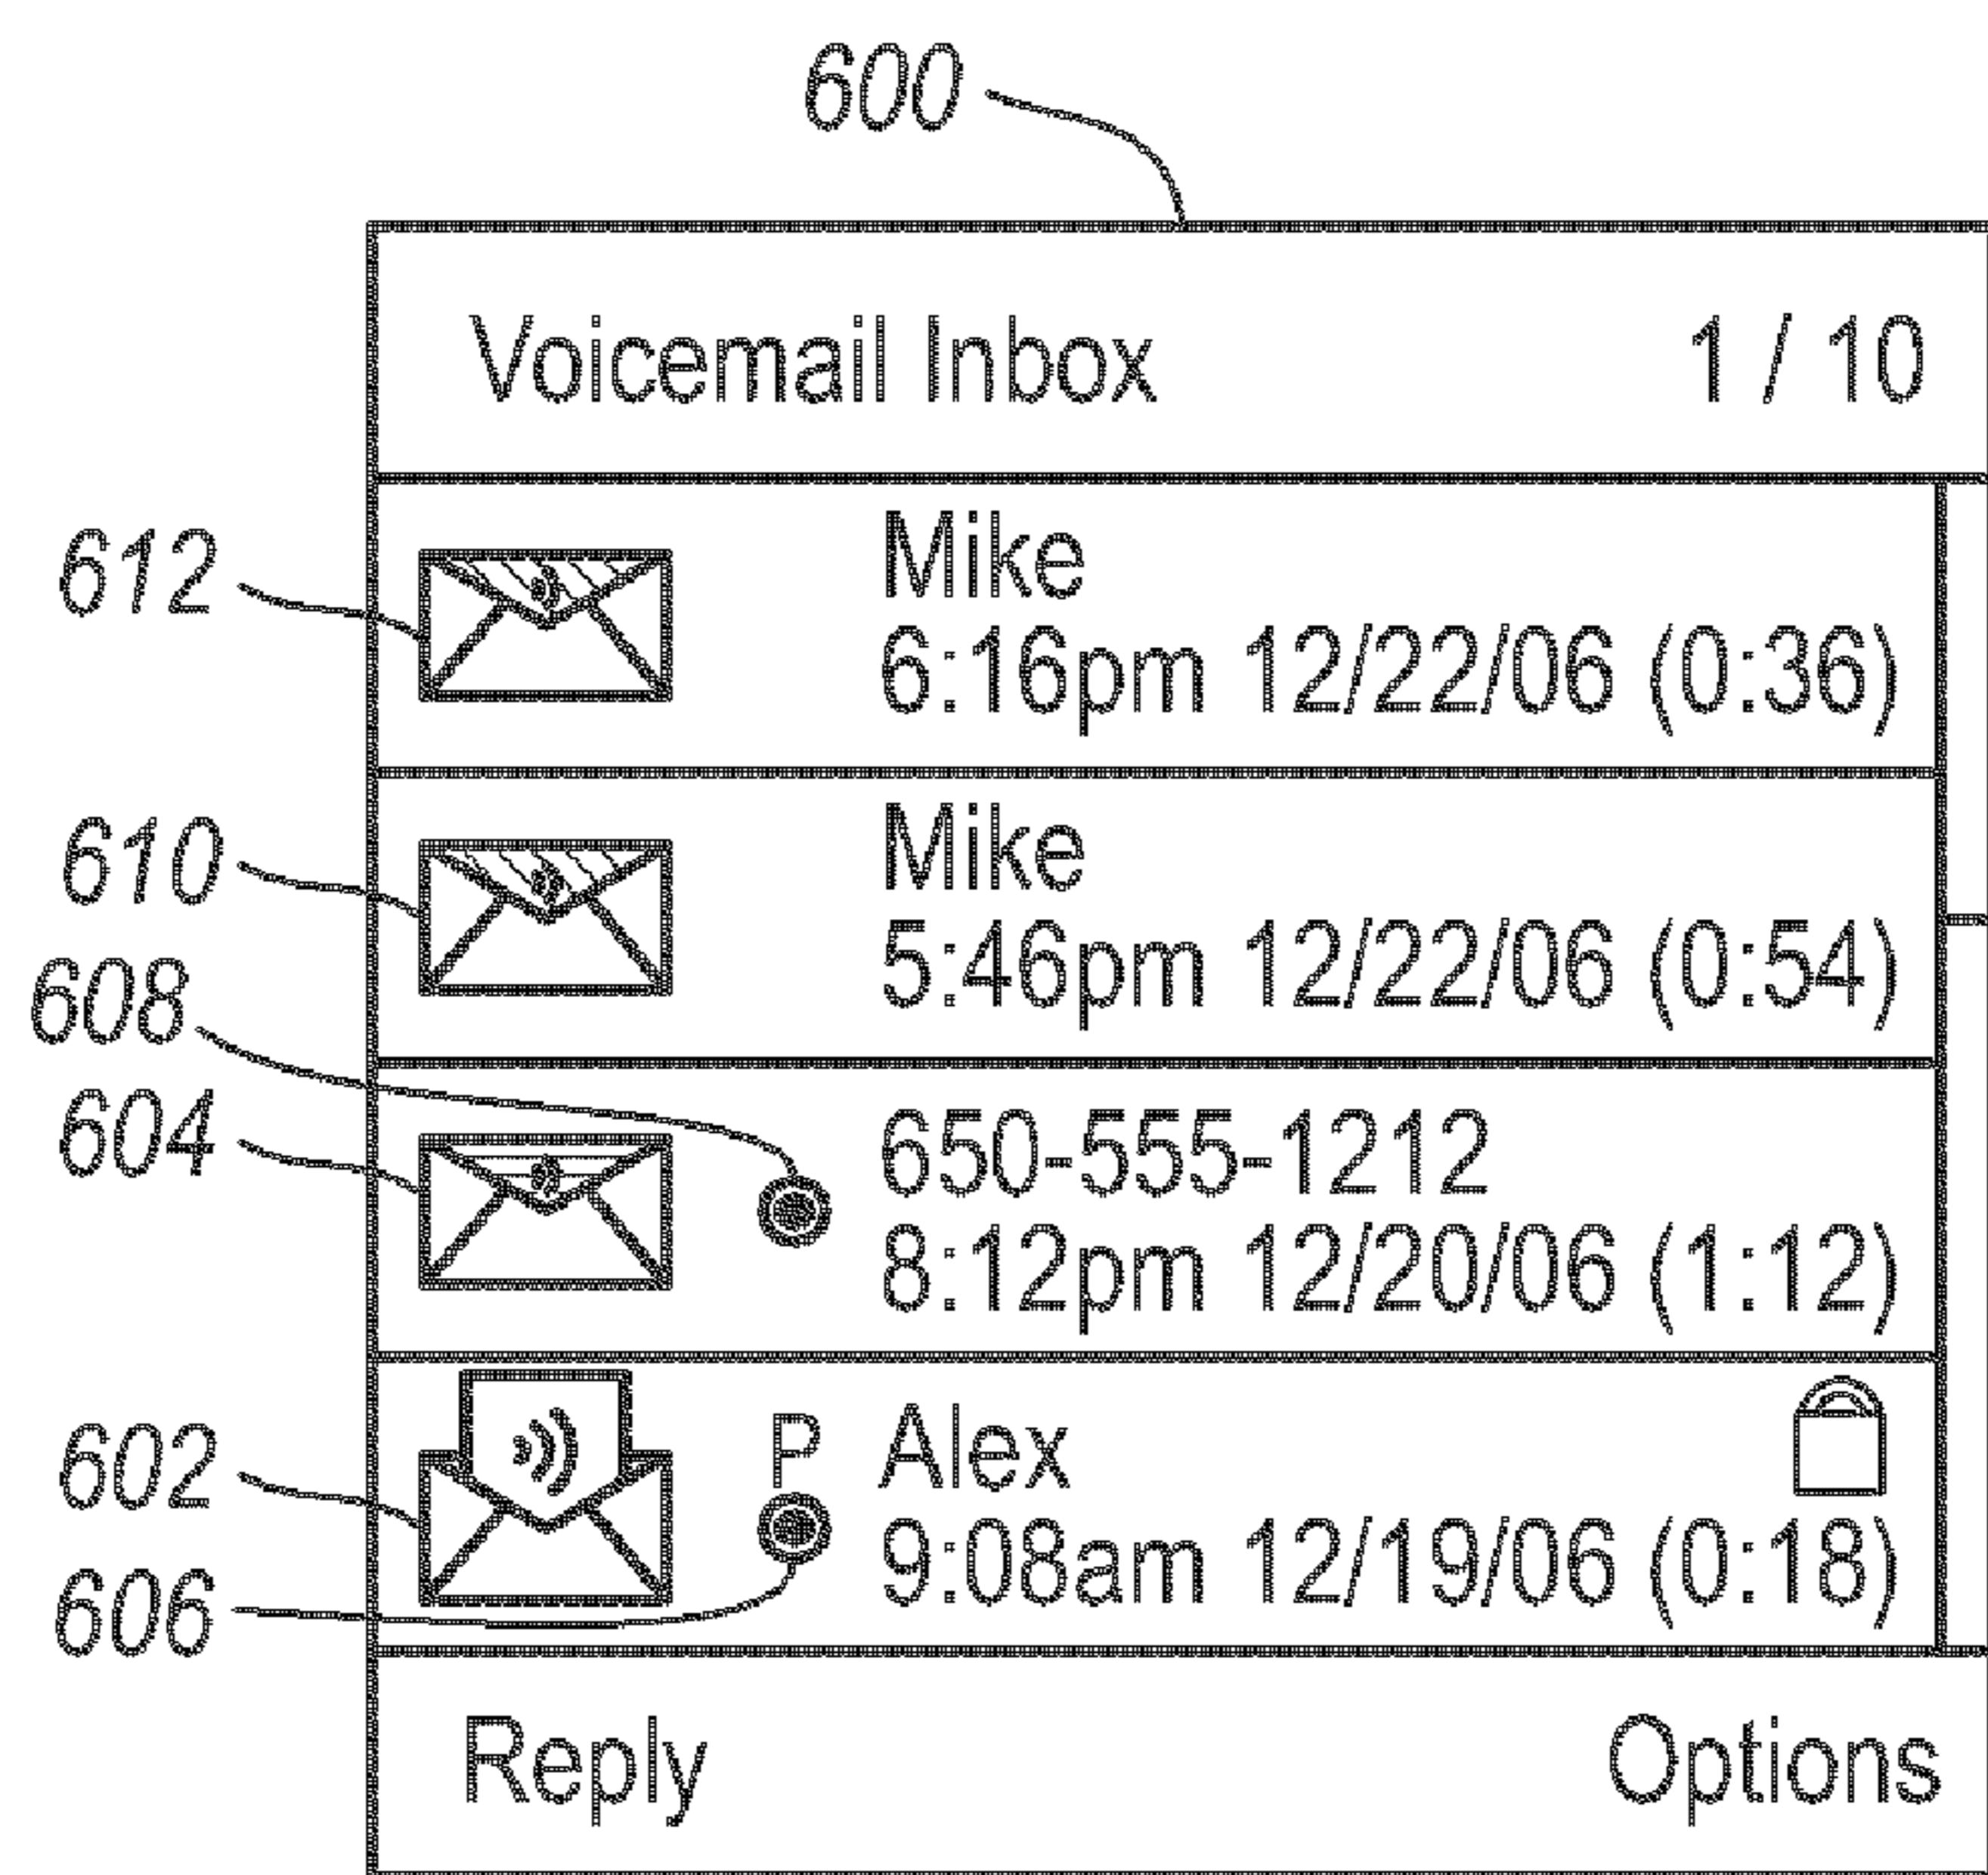 600
Voicemail Inbox 1 / 10
612
Mike
6:16pm 12/22/06 (0:36)
610
Mike
5:46pm 12/22/06 (0:54)
608
604
650-555-1212
8:12pm 12/20/06 (1:12)
602
P Alex
9:08am 12/19/06 (0:18)
606
Reply Options